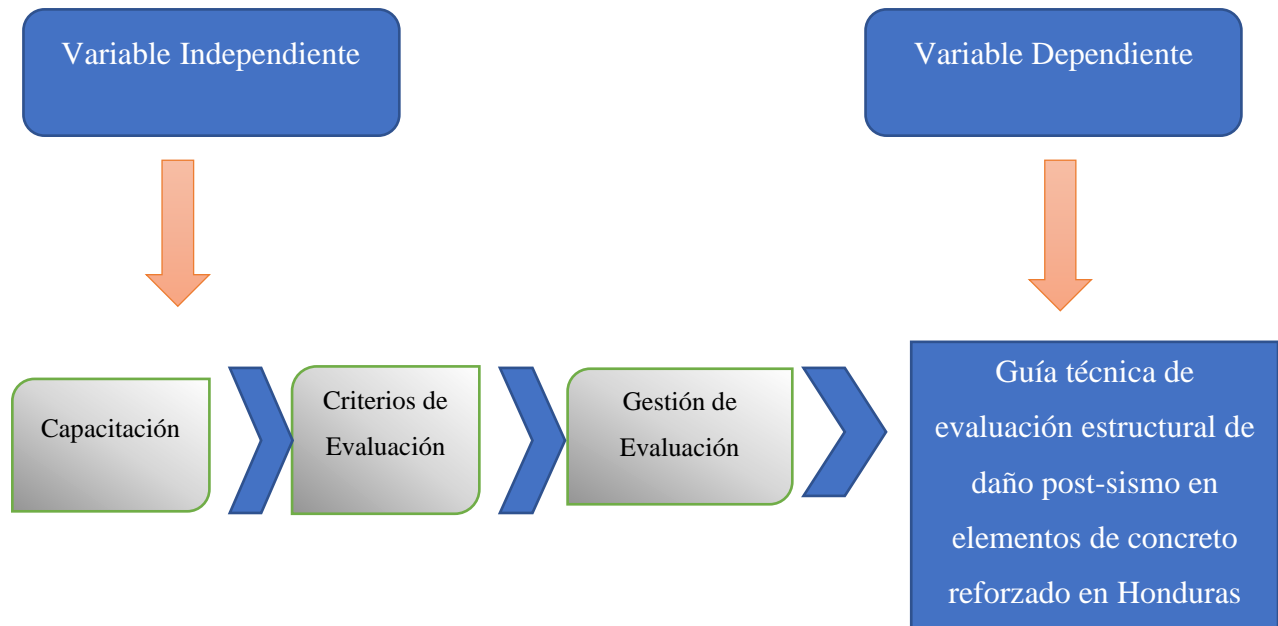 Variable Independiente
Variable Dependiente
Capacitación
Criterios de
Evaluación
Gestión de
Evaluación
Guía técnica de
evaluación estructural de
daño post-sismo en
elementos de concreto
reforzado en Honduras